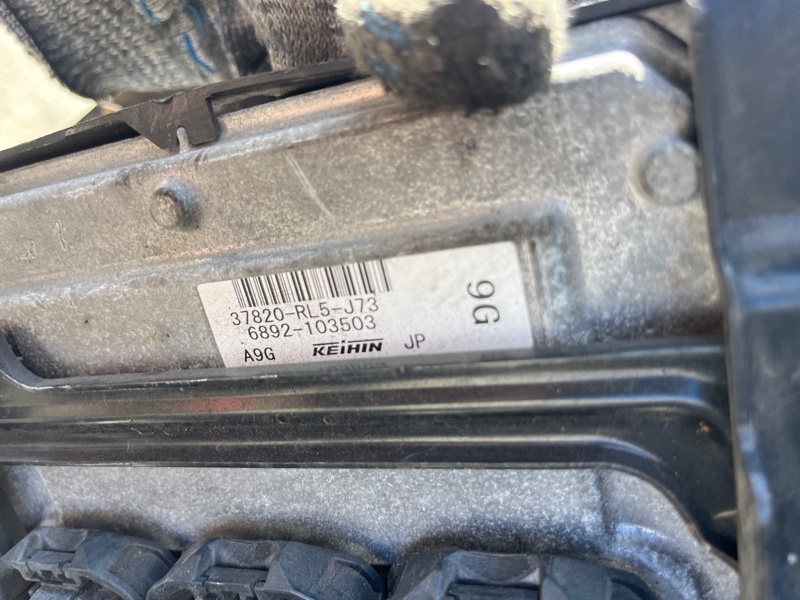 37820-RL5-J73
6892-103503
A9G KEIHIN JP
9G